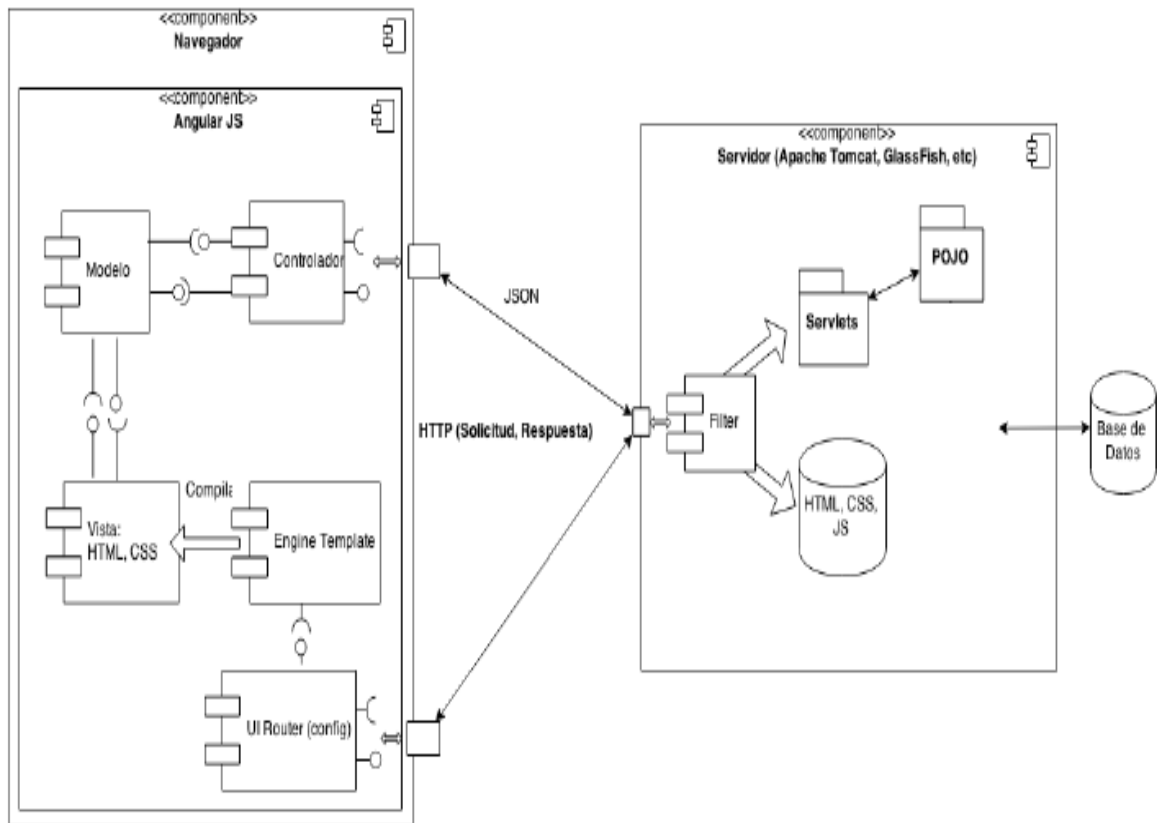 <<component>>
Navegador
<<component>>
Angular JS
Modelo
Controlador
Vista:
HTML, CSS
Compila
Engine Template
UI Router (config)
JSON
HTTP (Solicitud, Respuesta)
<<component>>
Servidor (Apache Tomcat, GlassFish, etc)
POJO
Servlets
Filter
HTML, CSS,
JS
Base de
Datos